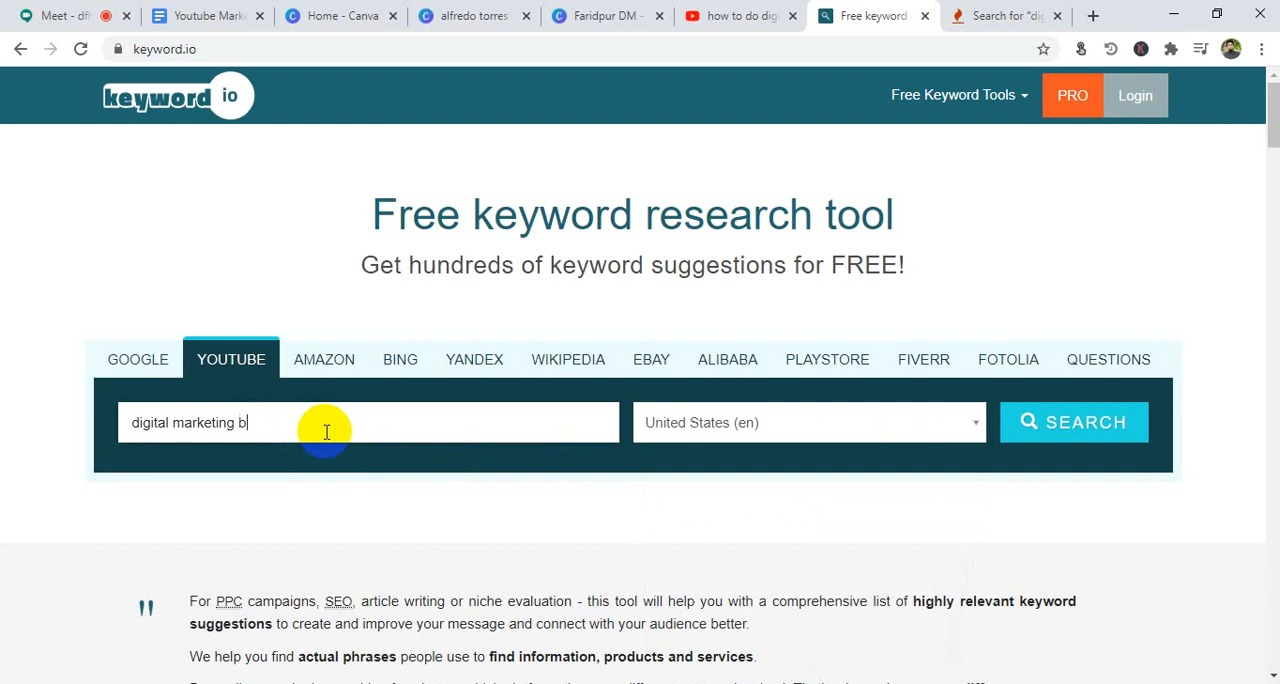 Meet - dfh
Youtube Mark
Home - Canva
alfredo torres
Faridpur DM -
how to do dig
Free keyword
Search for "dig
keyword.io
keyword io
Free Keyword Tools
PRO
Login
Free keyword research tool
Get hundreds of keyword suggestions for FREE!
GOOGLE YOUTUBE AMAZON BING YANDEX WIKIPEDIA EBAY ALIBABA PLAYSTORE FIVERR FOTOLIA QUESTIONS
digital marketing b
United States (en)
SEARCH
" For PPC campaigns, SEO, article writing or niche evaluation - this tool will help you with a comprehensive list of highly relevant keyword
suggestions to create and improve your message and connect with your audience better.
We help you find actual phrases people use to find information, products and services.